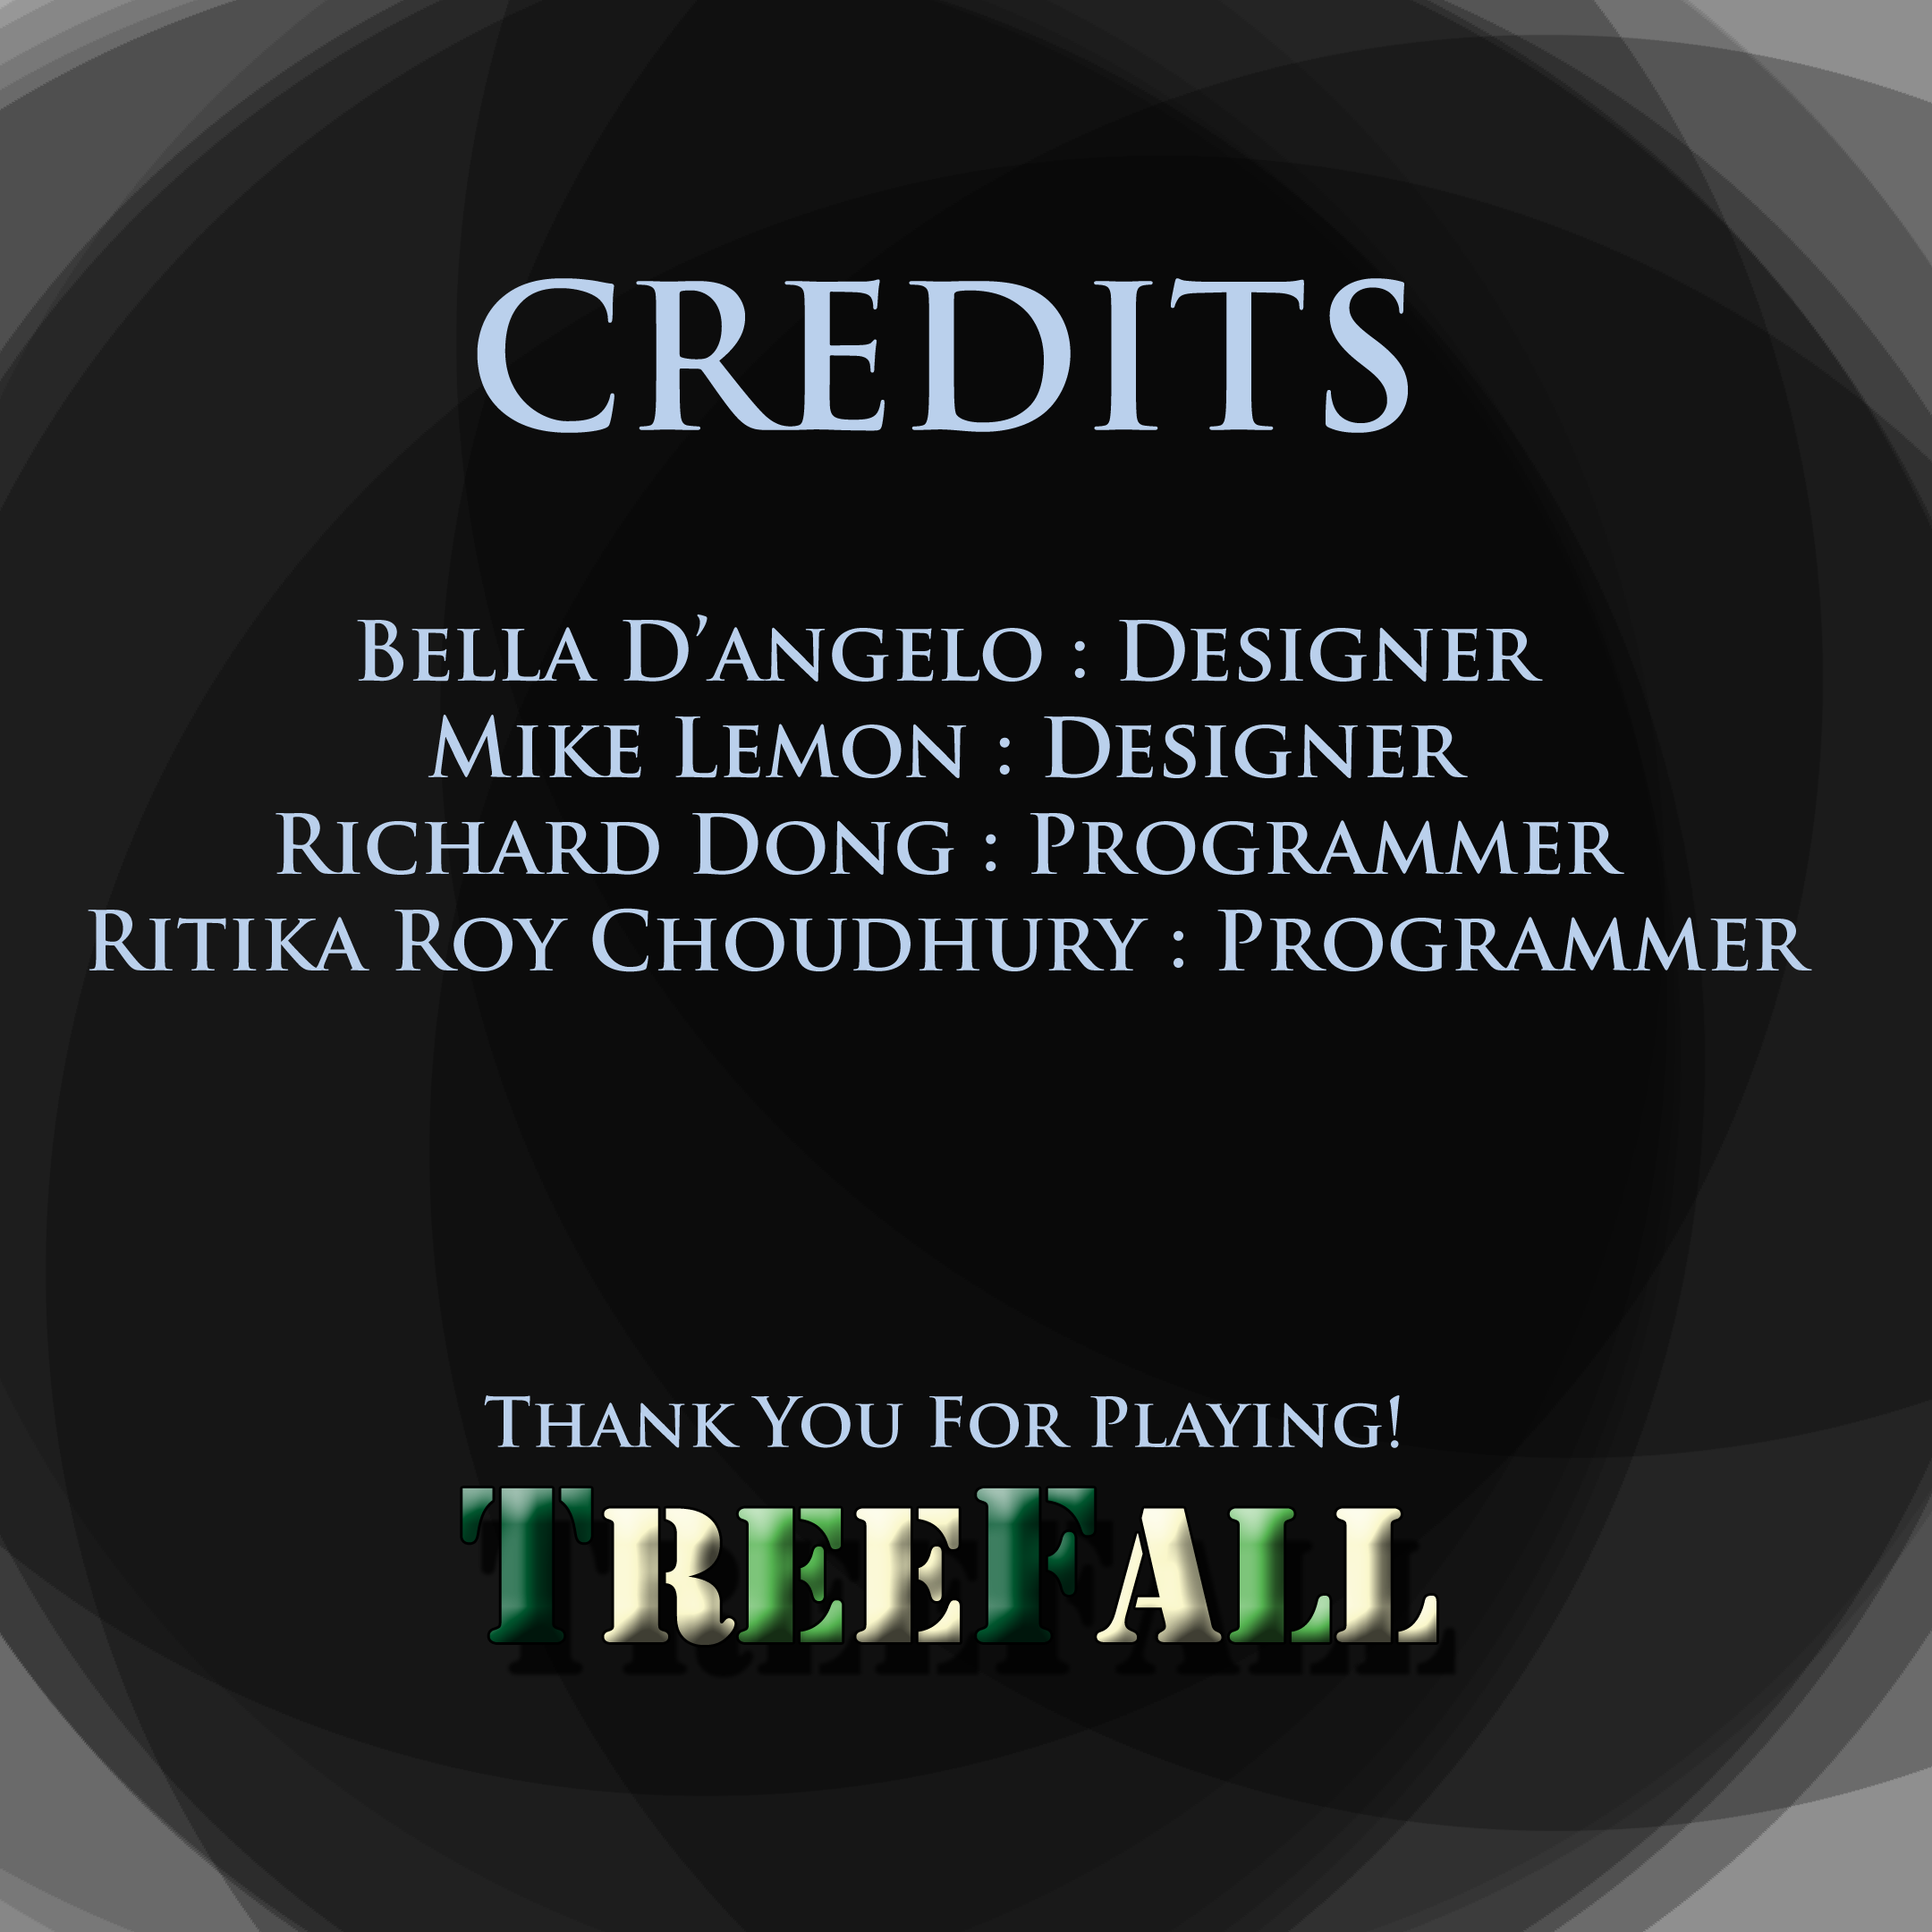 CREDITS
BELLA D'ANGELO : DESIGNER
MIKE LEMON : DESIGNER
RICHARD DONG : PROGRAMMER
RITIKA ROY CHOUDHURY : PROGRAMMER
THANK YOU FOR PLAYING!
TREEFALL